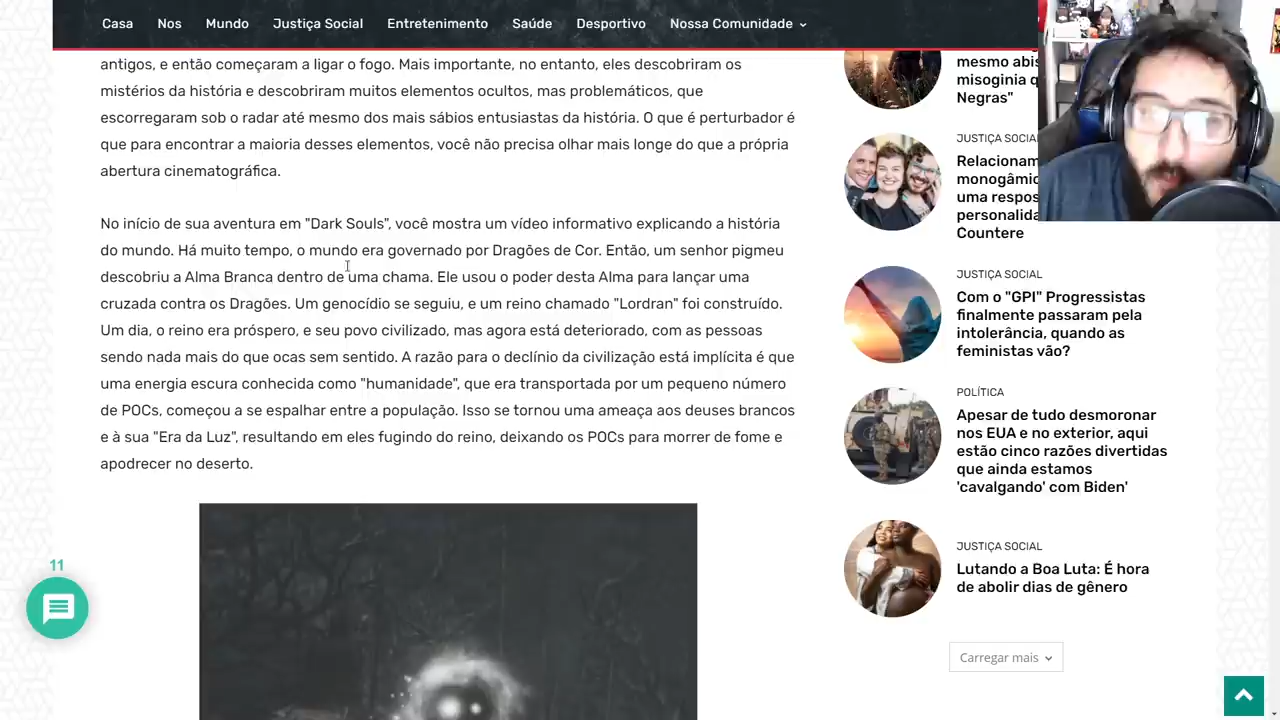 Casa Nos Mundo Justiça Social Entretenimento Saúde Desportivo Nossa Comunidade
antigos, e então começaram a ligar o fogo. Mais importante, no entanto, eles descobriram os
mistérios da história e descobriram muitos elementos ocultos, mas problemáticos, que
escorregaram sob o radar até mesmo dos mais sábios entusiastas da história. O que é perturbador é
que para encontrar a maioria desses elementos, você não precisa olhar mais longe do que a própria
abertura cinematográfica.
No início de sua aventura em "Dark Souls", você mostra um vídeo informativo explicando a história
do mundo. Há muito tempo, o mundo era governado por Dragões de Cor. Então, um senhor pigmeu
descobriu a Alma Branca dentro de uma chama. Ele usou o poder desta Alma para lançar uma
cruzada contra os Dragões. Um genocídio se seguiu, e um reino chamado "Lordran" foi construído.
Um dia, o reino era próspero, e seu povo civilizado, mas agora está deteriorado, com as pessoas
sendo nada mais do que ocas sem sentido. A razão para o declínio da civilização está implícita é que
uma energia escura conhecida como "humanidade", que era transportada por um pequeno número
de POCs, começou a se espalhar entre a população. Isso se tornou uma ameaça aos deuses brancos
e à sua "Era da Luz", resultando em eles fugindo do reino, deixando os POCs para morrer de fome e
apodrecer no deserto.
11
mesmo
misoginia
Negras"
JUSTIÇA SOCIAL
monogâmic
uma respos
personalida
Countere
JUSTIÇA SOCIAL
Com o "GPI" Progressistas
finalmente passaram pela
intolerância, quando as
feministas vão?
POLÍTICA
Apesar de tudo desmoronar
nos EUA e no exterior, aqui
estão cinco razões divertidas
que ainda estamos
'cavalgando' com Biden'
JUSTIÇA SOCIAL
Lutando a Boa Luta: É hora
de abolir dias de gênero
Carregar mais